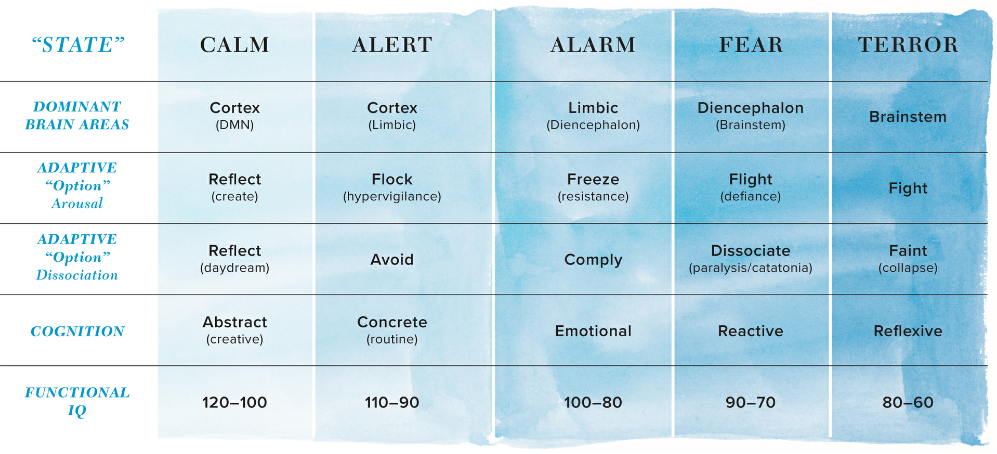 “STATE” CALM ALERT ALARM FEAR TERROR
DOMINANT
BRAIN AREAS
Cortex
(DMN)
Cortex
(Limbic)
Limbic
(Diencephalon)
Diencephalon
(Brainstem)
Brainstem
ADAPTIVE
“Option”
Arousal
Reflect
(create)
Flock
(hypervigilance)
Freeze
(resistance)
Flight
(defiance)
Fight
ADAPTIVE
“Option”
Dissociation
Reflect
(daydream)
Avoid
Comply
Dissociate
(paralysis/catatonia)
Faint
(collapse)
COGNITION
Abstract
(creative)
Concrete
(routine)
Emotional
Reactive
Reflexive
FUNCTIONAL
IQ
120–100
110–90
100–80
90–70
80–60